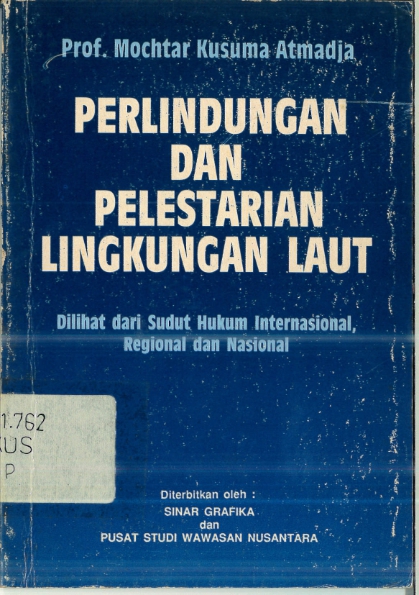 Prof. Mochtar Kusuma Atmadja
PERLINDUNGAN
DAN
PELESTARIAN
LINGKUNGAN LAUT
Dilihat dari Sudut Hukum Internasional,
Regional dan Nasional
1.762
KUS
P
Diterbitkan oleh :
SINAR GRAFIKA
dan
PUSAT STUDI WAWASAN NUSANTARA